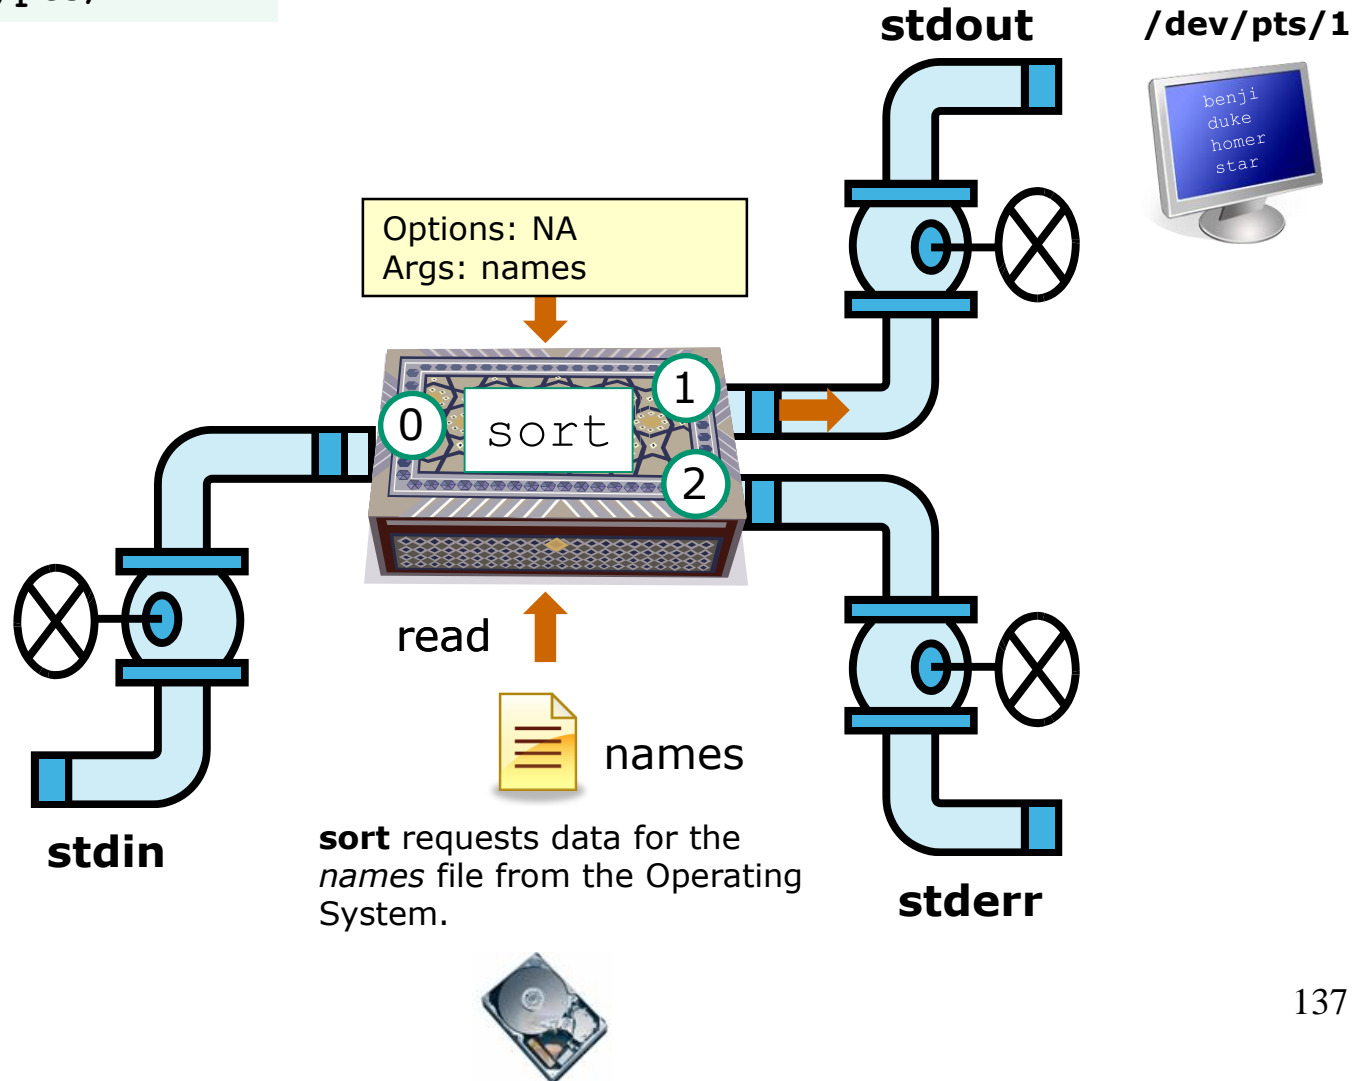 stdout
/dev/pts/1
benji
duke
homer
star
Options: NA
Args: names
0
1
sort
2
read
names
stdin
sort requests data for the
names file from the Operating
System.
stderr
137